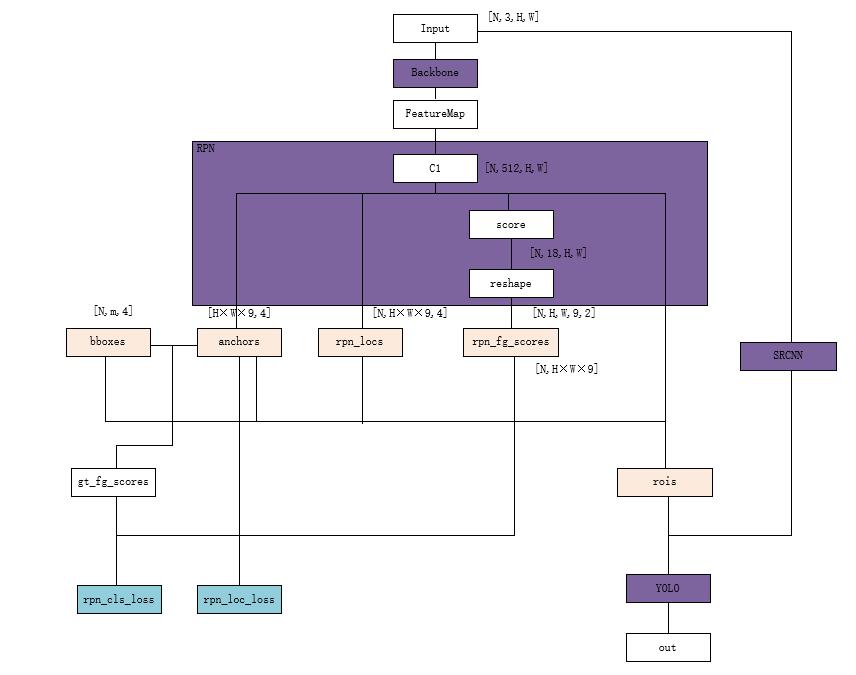 [N,3,H,W]
Input
Backbone
FeatureMap
RPN
C1
[N,512,H,W]
score
[N,18,H,W]
reshape
[N,m,4]
[H×W×9,4]
[N,H×W×9,4]
[N,H,W,9,2]
bboxes
anchors
rpn_locs
rpn_fg_scores
SRCNN
[N,H×W×9]
gt_fg_scores
rois
rpn_cls_loss
rpn_loc_loss
YOLO
out